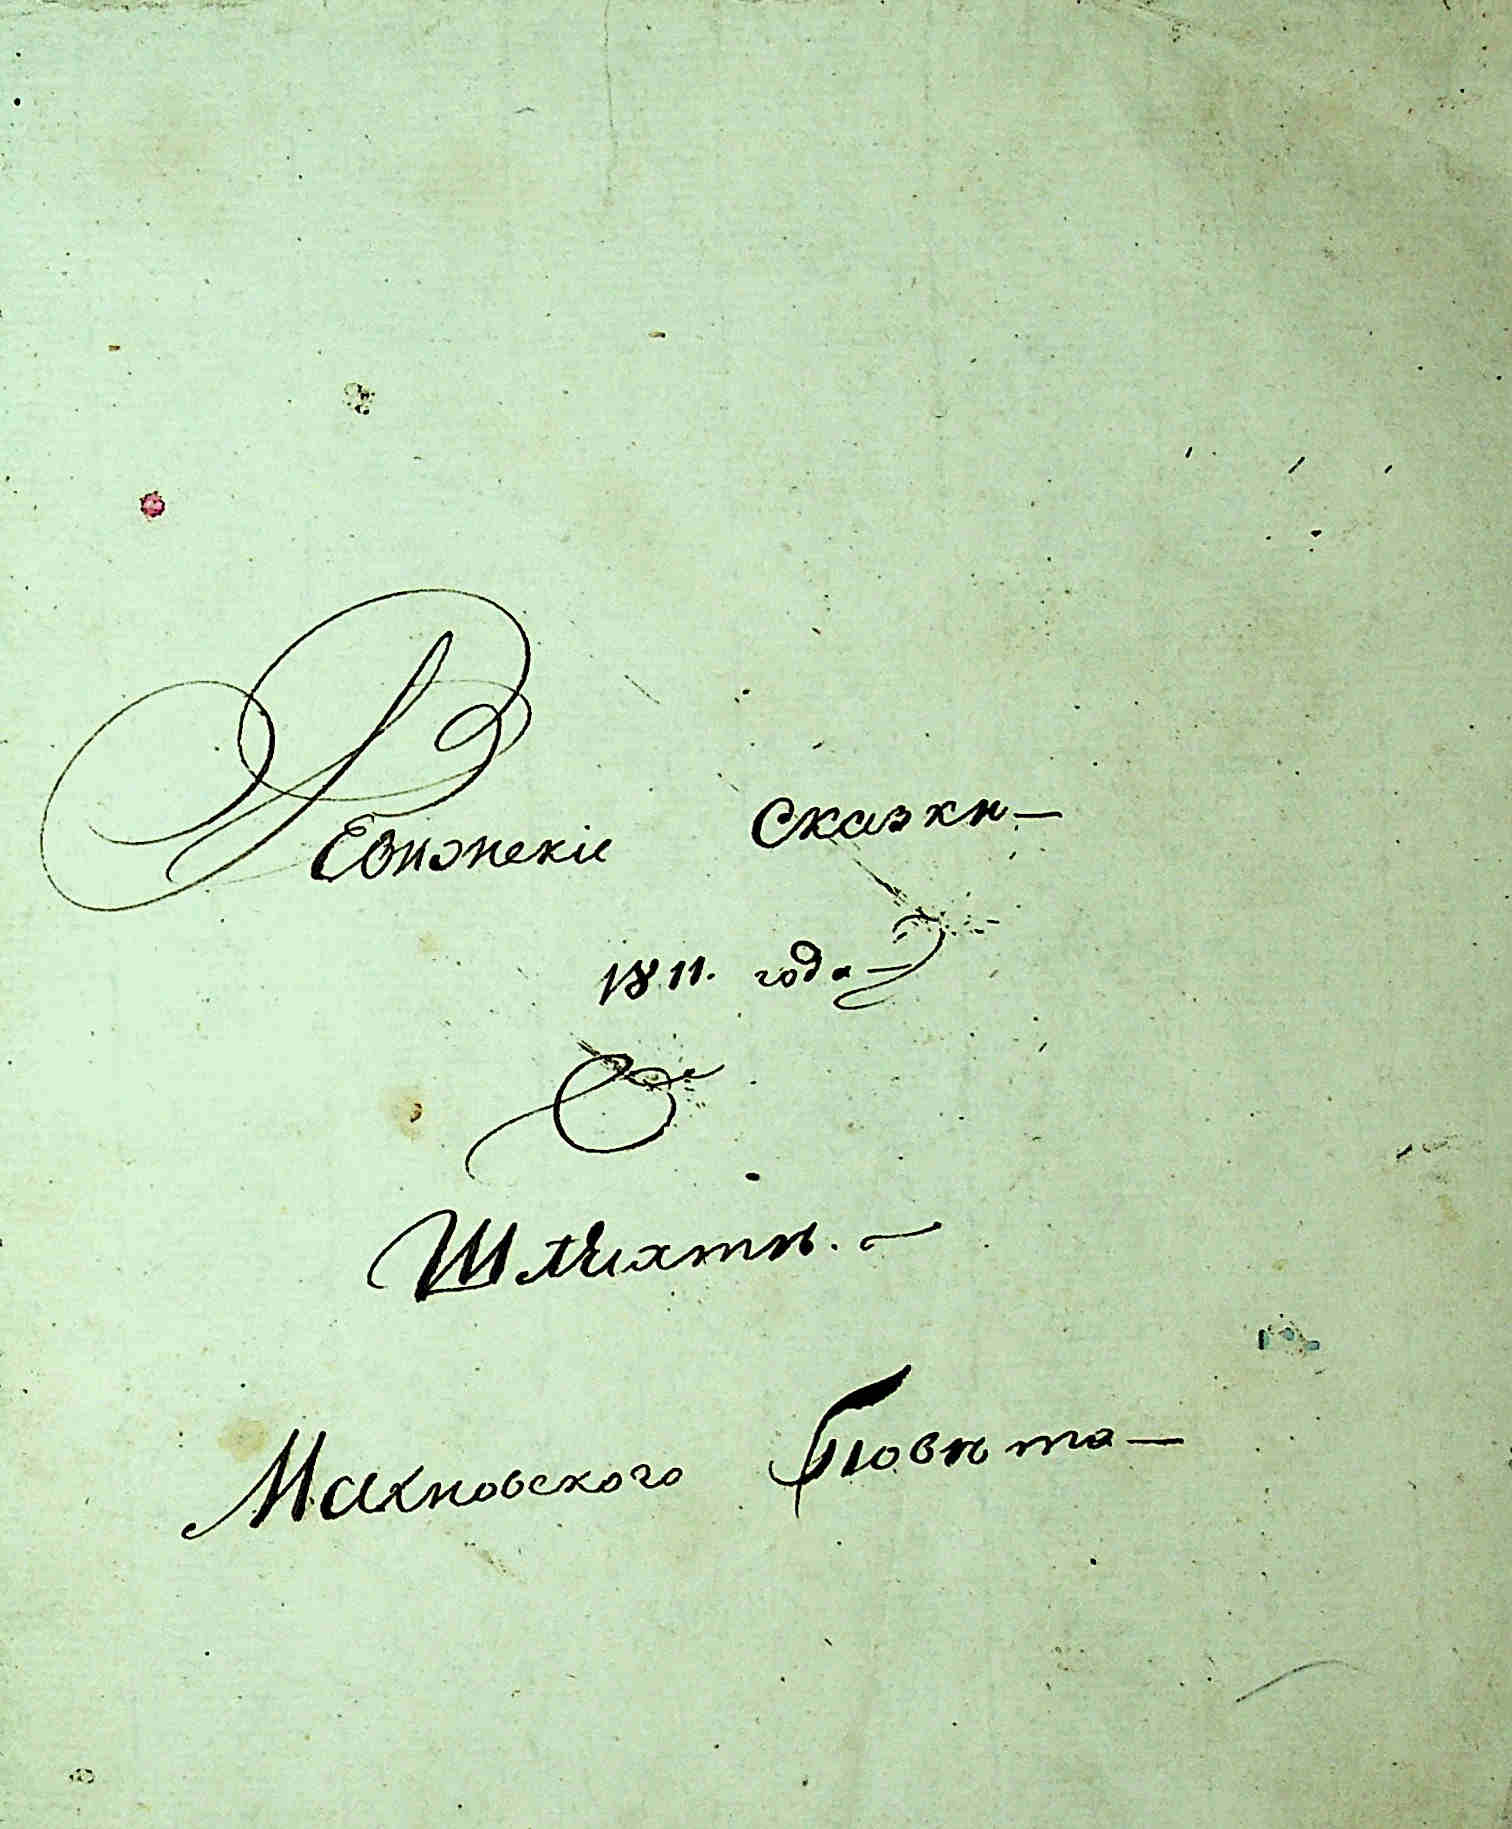 Ревизские Сказки—
1811. года—
О
Шляхты.—
Махновского Повѣта—